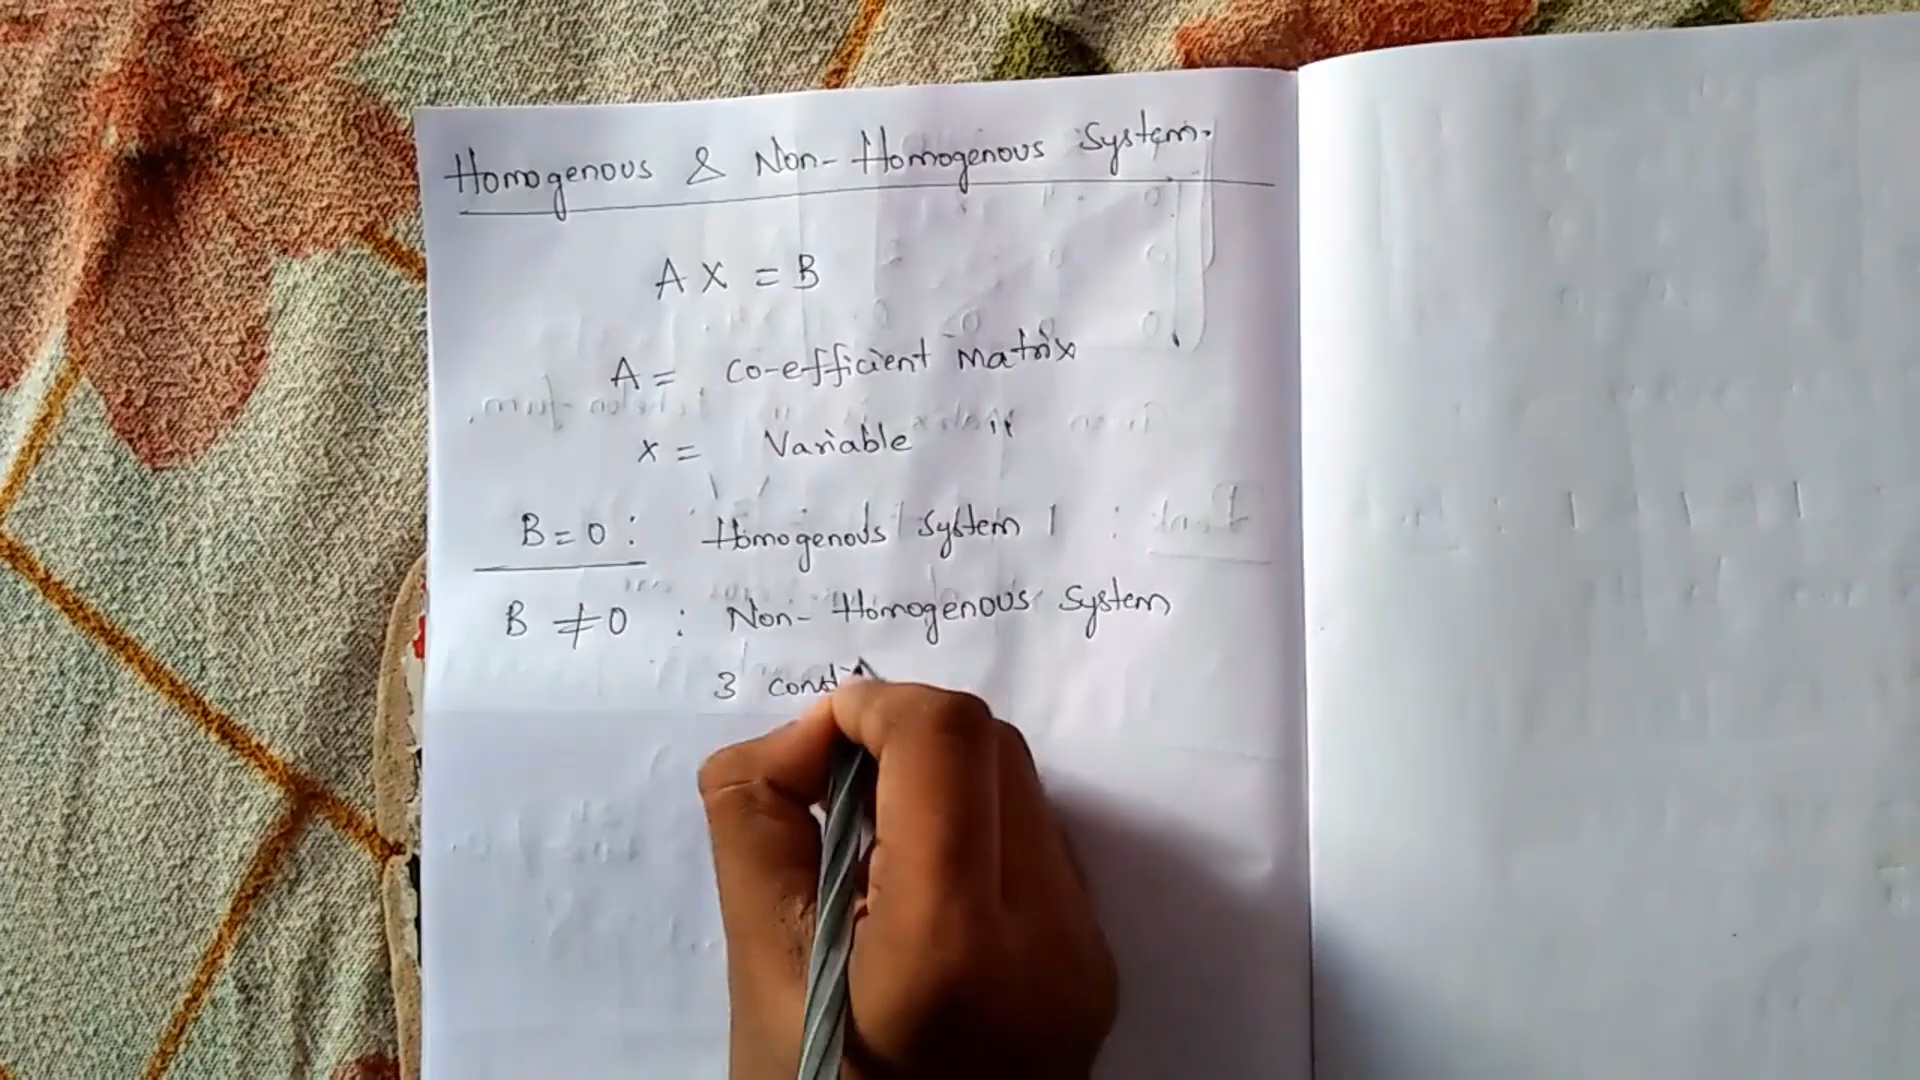 Homogenous & Non-Homogenous System.
AX = B
A = co-efficient matrix
x = Variable "
B = 0 : Homogenous System
B ≠ 0 : Non-Homogenous System
3